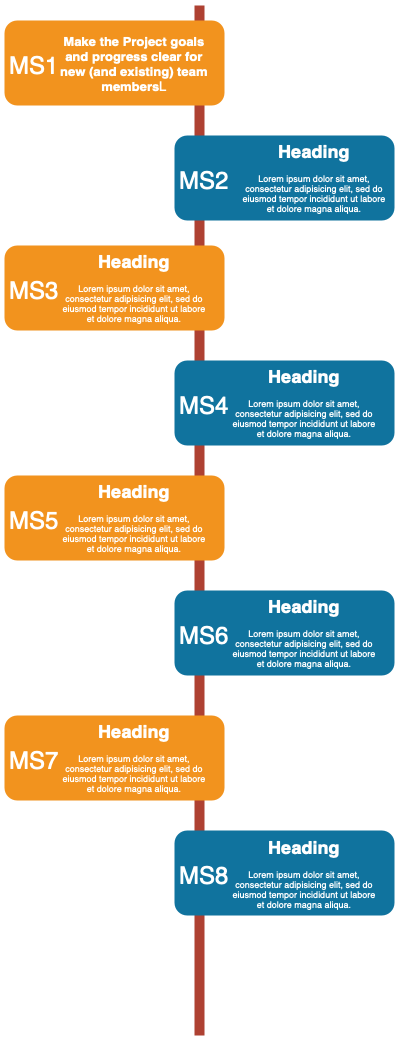 MS1
Make the Project goals
and progress clear for
new (and existing) team
membersL
MS2
Heading
Lorem ipsum dolor sit amet,
consectetur adipisicing elit, sed do
eiusmod tempor incididunt ut labore
et dolore magna aliqua.
MS3
Heading
Lorem ipsum dolor sit amet,
consectetur adipisicing elit, sed do
eiusmod tempor incididunt ut labore
et dolore magna aliqua.
MS4
Heading
Lorem ipsum dolor sit amet,
consectetur adipisicing elit, sed do
eiusmod tempor incididunt ut labore
et dolore magna aliqua.
MS5
Heading
Lorem ipsum dolor sit amet,
consectetur adipisicing elit, sed do
eiusmod tempor incididunt ut labore
et dolore magna aliqua.
MS6
Heading
Lorem ipsum dolor sit amet,
consectetur adipisicing elit, sed do
eiusmod tempor incididunt ut labore
et dolore magna aliqua.
MS7
Heading
Lorem ipsum dolor sit amet,
consectetur adipisicing elit, sed do
eiusmod tempor incididunt ut labore
et dolore magna aliqua.
MS8
Heading
Lorem ipsum dolor sit amet,
consectetur adipisicing elit, sed do
eiusmod tempor incididunt ut labore
et dolore magna aliqua.